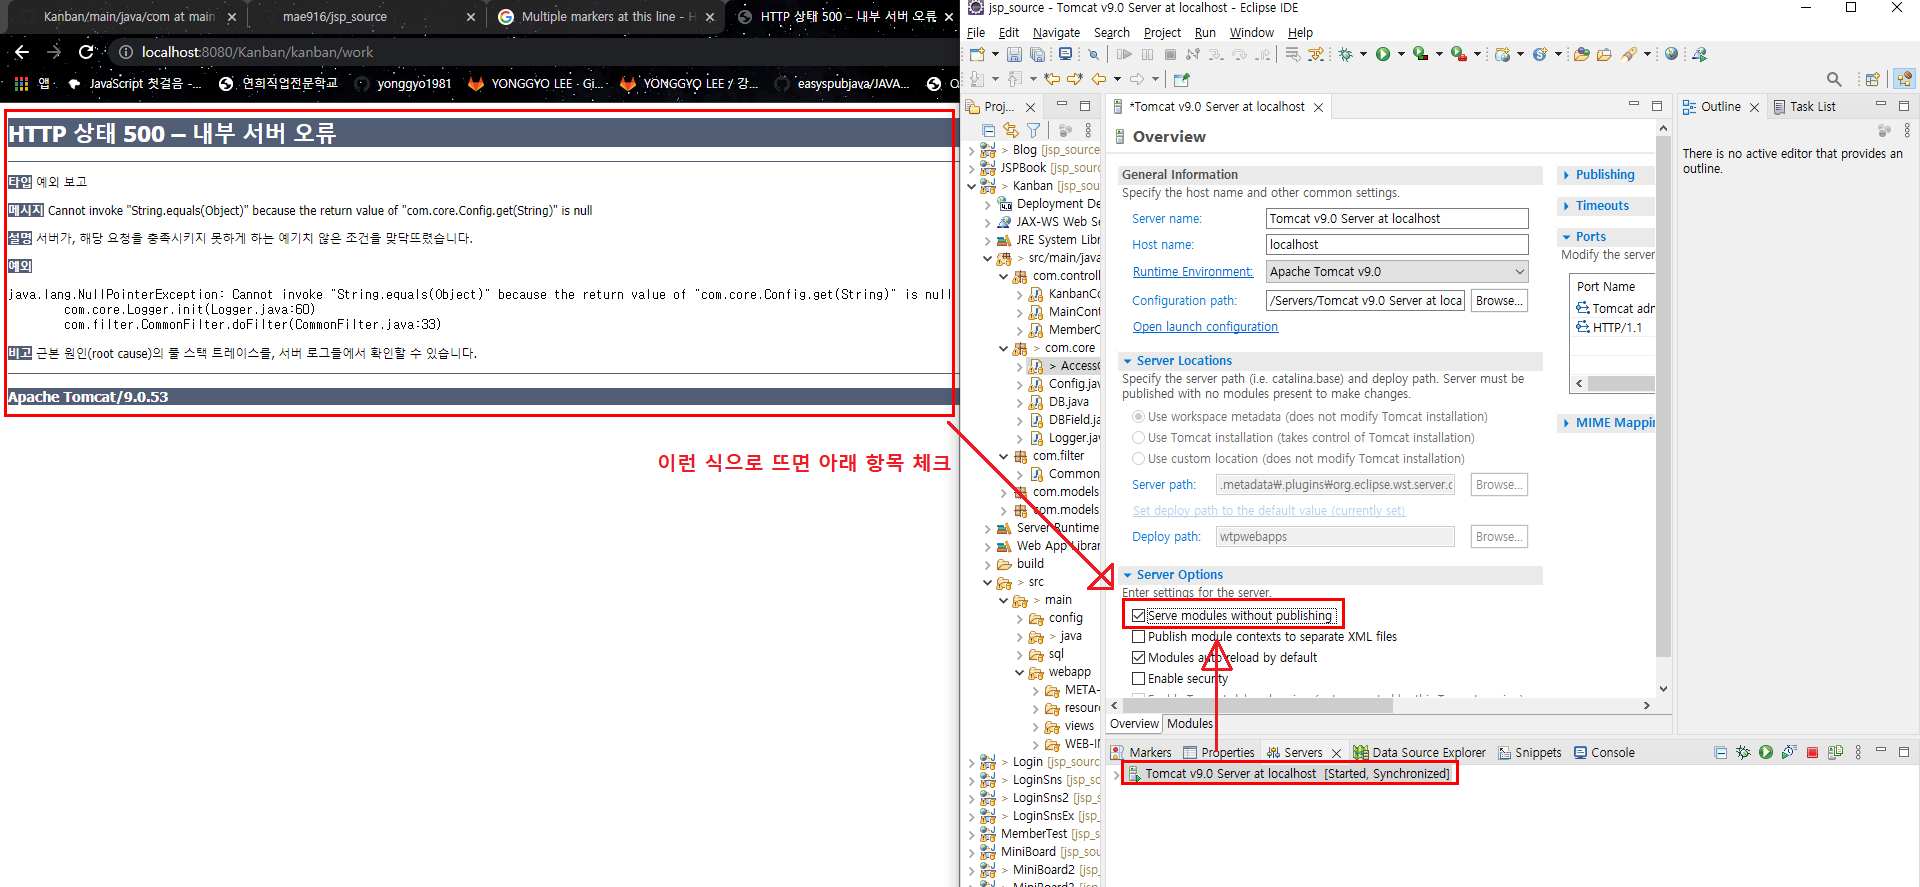 Kanban/main/java/com at main
mae916/jsp_source
Multiple markers at this line - H
HTTP 상태 500 – 내부 서버 오류
localhost:8080/Kanban/kanban/work
앱
JavaScript 첫걸음 -...
연희직업전문학교
yonggyo1981
YONGGYO LEE · Gi...
YONGGYO LEE / 강...
easyspubjava/JAVA...
HTTP 상태 500 – 내부 서버 오류
타입 예외 보고
메시지 Cannot invoke "String.equals(Object)" because the return value of "com.core.Config.get(String)" is null
설명 서버가, 해당 요청을 충족시키지 못하게 하는 예기치 않은 조건을 맞닥뜨렸습니다.
예외
java.lang.NullPointerException: Cannot invoke "String.equals(Object)" because the return value of "com.core.Config.get(String)" is null
com.core.Logger.init(Logger.java:60)
com.filter.CommonFilter.doFilter(CommonFilter.java:33)
비고 근본 원인(root cause)의 풀 스택 트레이스를, 서버 로그들에서 확인할 수 있습니다.
Apache Tomcat/9.0.53
이런 식으로 뜨면 아래 항목 체크
jsp_source - Tomcat v9.0 Server at localhost - Eclipse IDE
File Edit Navigate Search Project Run Window Help
Proj...
> Blog [jsp_source
JSPBook [jsp_sourc
> Kanban [jsp_sou
Deployment De
JAX-WS Web Se
JRE System Libr
> src/main/java
com.controll
KanbanCo
MainCont
MemberC
> com.core
> AccessC
Config.jav
DB.java
DBField.ja
Logger.jav
com.filter
Common
com.models
com.models
Server Runtime
Web App Librar
build
> src
> main
config
> java
sql
webapp
META-
resourc
views
WEB-IN
> Login [jsp_source
> LoginSns [jsp_so
> LoginSns2 [jsp_s
> LoginSnsEx [jsp_
MemberTest [jsp_s
MiniBoard [jsp_sou
> MiniBoard2 [jsp_
*Tomcat v9.0 Server at localhost
Overview
General Information
Specify the host name and other common settings.
Server name: Tomcat v9.0 Server at localhost
Host name: localhost
Runtime Environment: Apache Tomcat v9.0
Configuration path: /Servers/Tomcat v9.0 Server at loca Browse...
Open launch configuration
Server Locations
Specify the server path (i.e. catalina.base) and deploy path. Server must be
published with no modules present to make changes.
Use workspace metadata (does not modify Tomcat installation)
Use Tomcat installation (takes control of Tomcat installation)
Use custom location (does not modify Tomcat installation)
Server path: .metadata₩.plugins₩org.eclipse.wst.server.c Browse...
Set deploy path to the default value (currently set)
Deploy path: wtpwebapps Browse...
Server Options
Enter settings for the server.
Serve modules without publishing
Publish module contexts to separate XML files
Modules auto reload by default
Enable security
Publishing
Timeouts
Ports
Modify the server
Port Name
Tomcat adn
HTTP/1.1
MIME Mappin
Overview Modules
Outline Task List
There is no active editor that provides an
outline.
Markers Properties Servers Data Source Explorer Snippets Console
Tomcat v9.0 Server at localhost [Started, Synchronized]